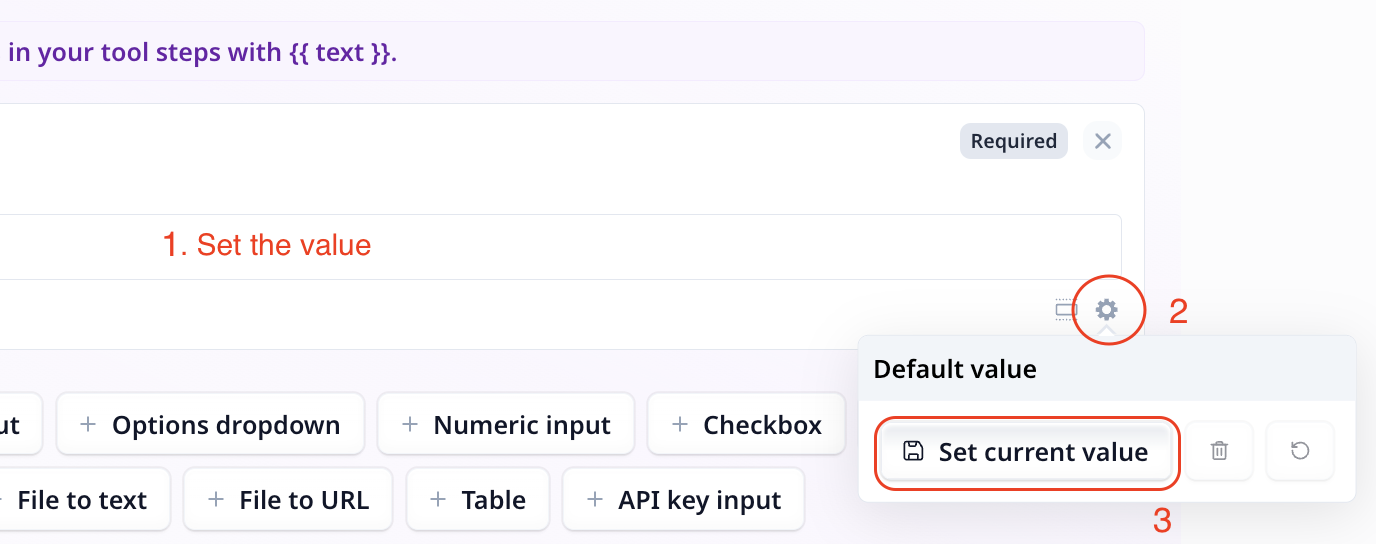 in your tool steps with {{ text }}.
Required
1. Set the value
2
Default value
ut + Options dropdown + Numeric input + Checkbox
Set current value
File to text + File to URL + Table + API key input
3